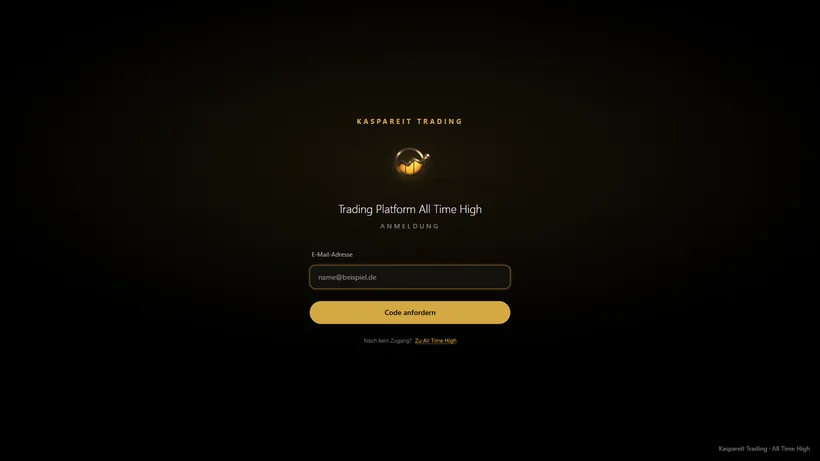 KASPAREIT TRADING
Trading Platform All Time High
ANMELDUNG
E-Mail-Adresse
name@beispiel.de
Code anfordern
Noch kein Zugang? Zu All Time High
Kaspareit Trading - All Time High